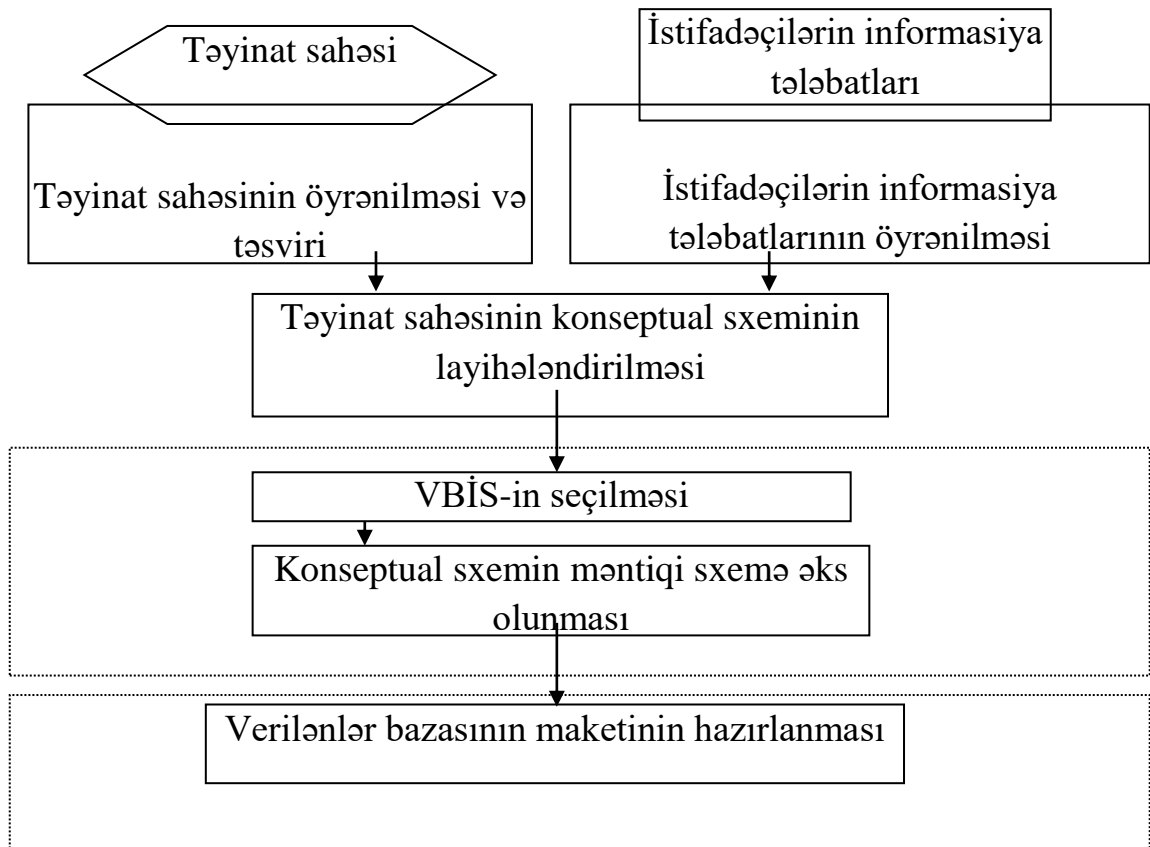 Təyinat sahəsi
İstifadəçilərin informasiya
tələbatları
Təyinat sahəsinin öyrənilməsi və
təsviri
İstifadəçilərin informasiya
tələbatlarının öyrənilməsi
Təyinat sahəsinin konseptual sxeminin
layihələndirilməsi
VBİS-in seçilməsi
Konseptual sxemin məntiqi sxemə əks
olunması
Verilənlər bazasının maketinin hazırlanması